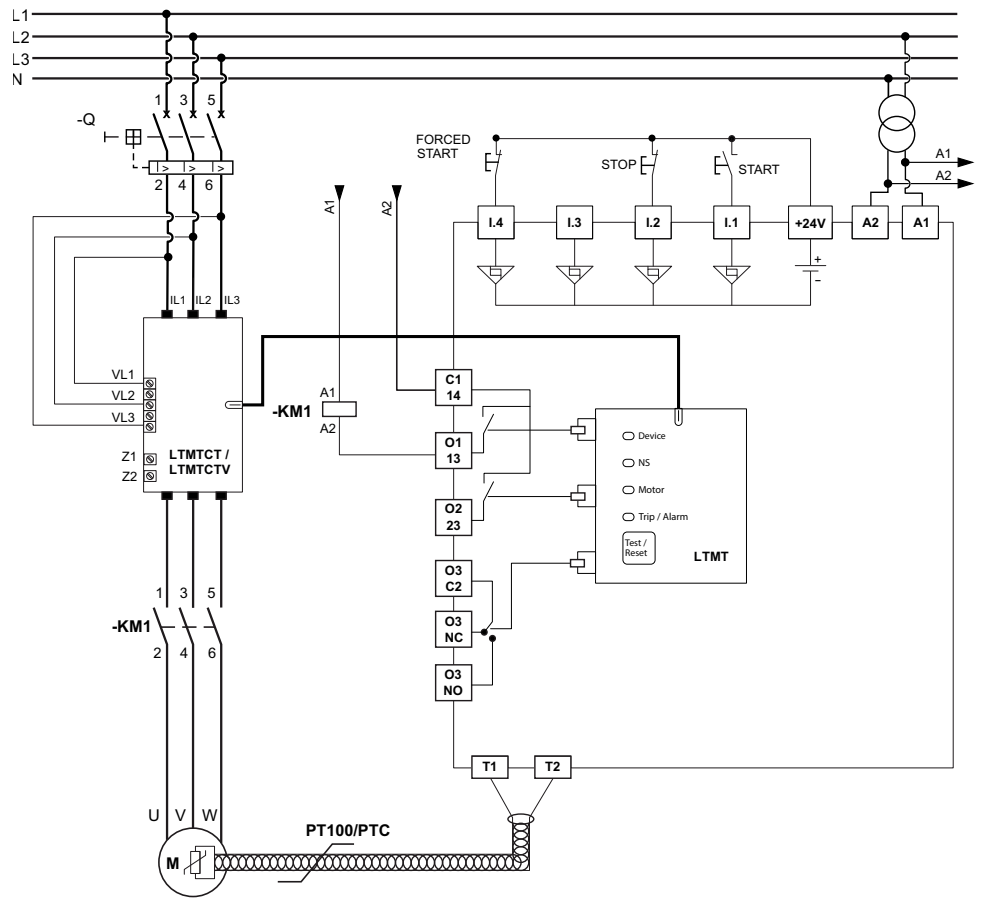 L1
L2
L3
N
1 3 5
-Q
I> I> I>
2 4 6
FORCED
START
STOP
START
A1
A2
A1
A2
I.4
I.3
I.2
I.1
+24V
A2
A1
+
–
IL1 IL2 IL3
VL1
VL2
VL3
Z1
Z2
LTMTCT /
LTMTCTV
A1
-KM1
A2
C1
14
O1
13
O2
23
O3
C2
O3
NC
O3
NO
Device
NS
Motor
Trip / Alarm
Test /
Reset
LTMT
1 3 5
-KM1
2 4 6
T1
T2
U V W
M
PT100/PTC